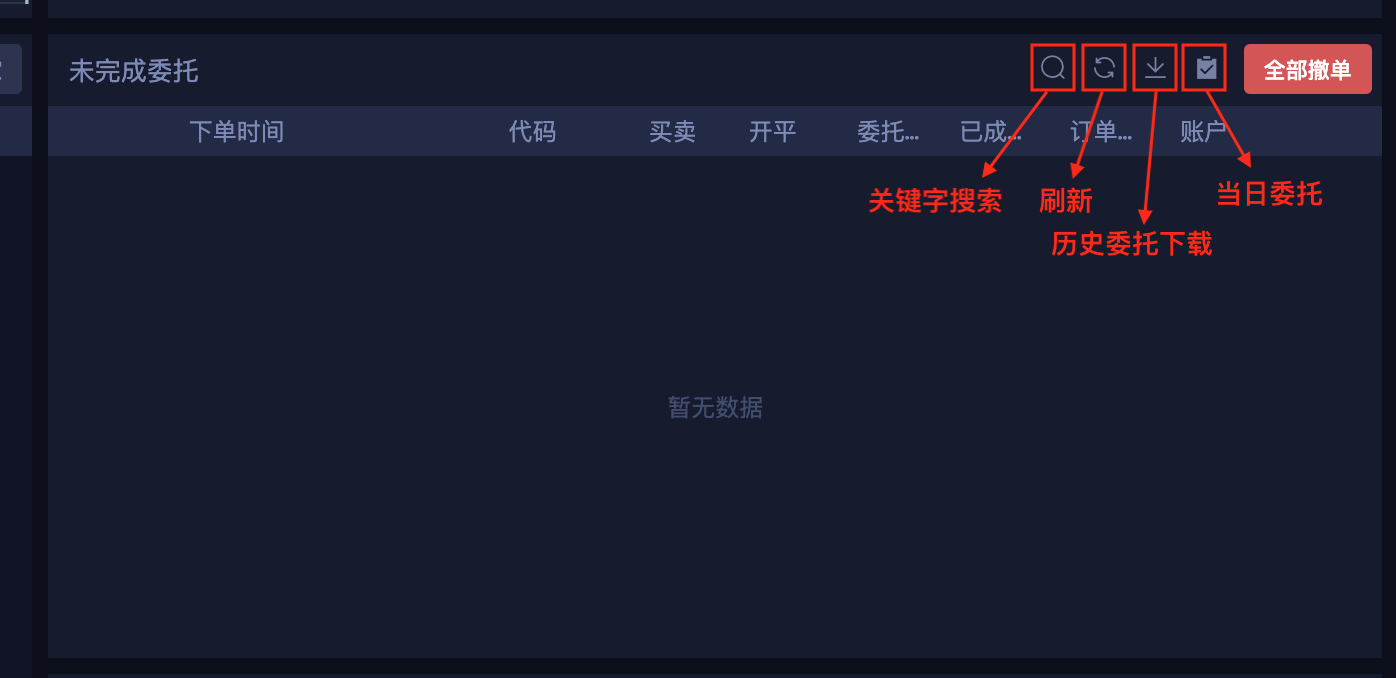 未完成委托
全部撤单
下单时间 代码 买卖 开平 委托... 已成... 订单... 账户
关键字搜索 刷新 当日委托
历史委托下载
暂无数据